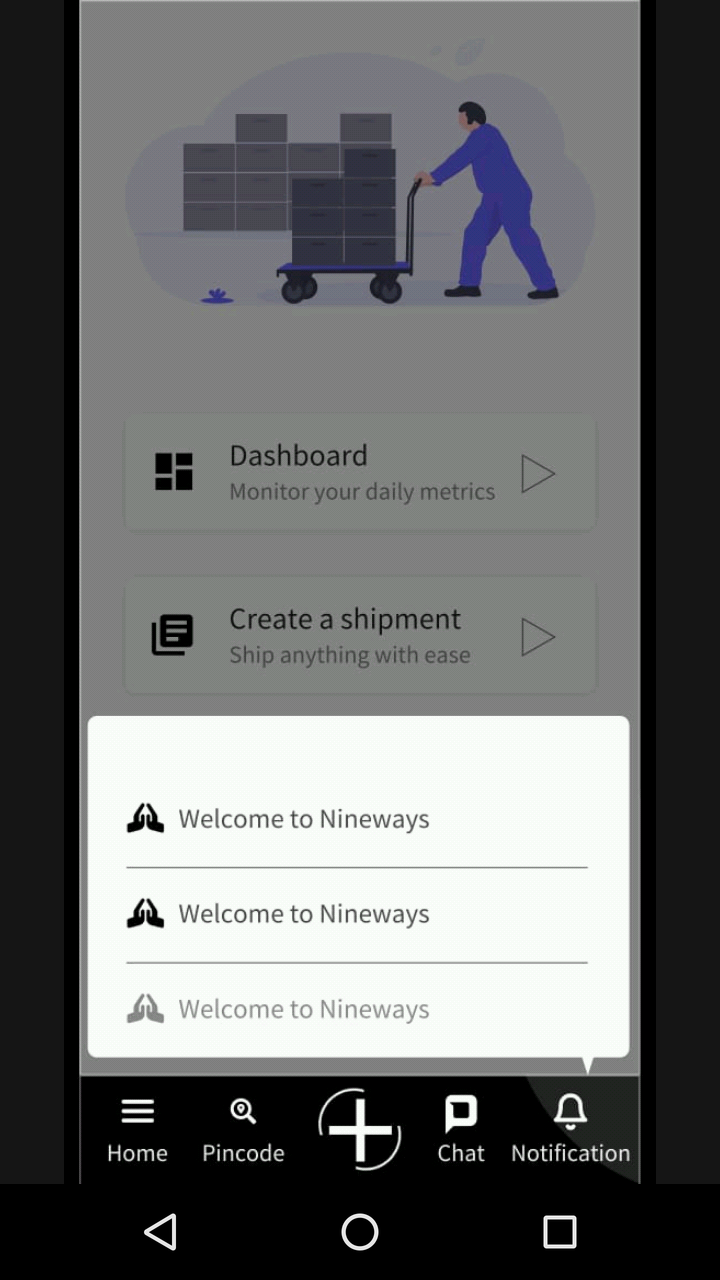 Dashboard
Monitor your daily metrics
Create a shipment
Ship anything with ease
Welcome to Nineways
Welcome to Nineways
Welcome to Nineways
Home
Pincode
Chat
Notification